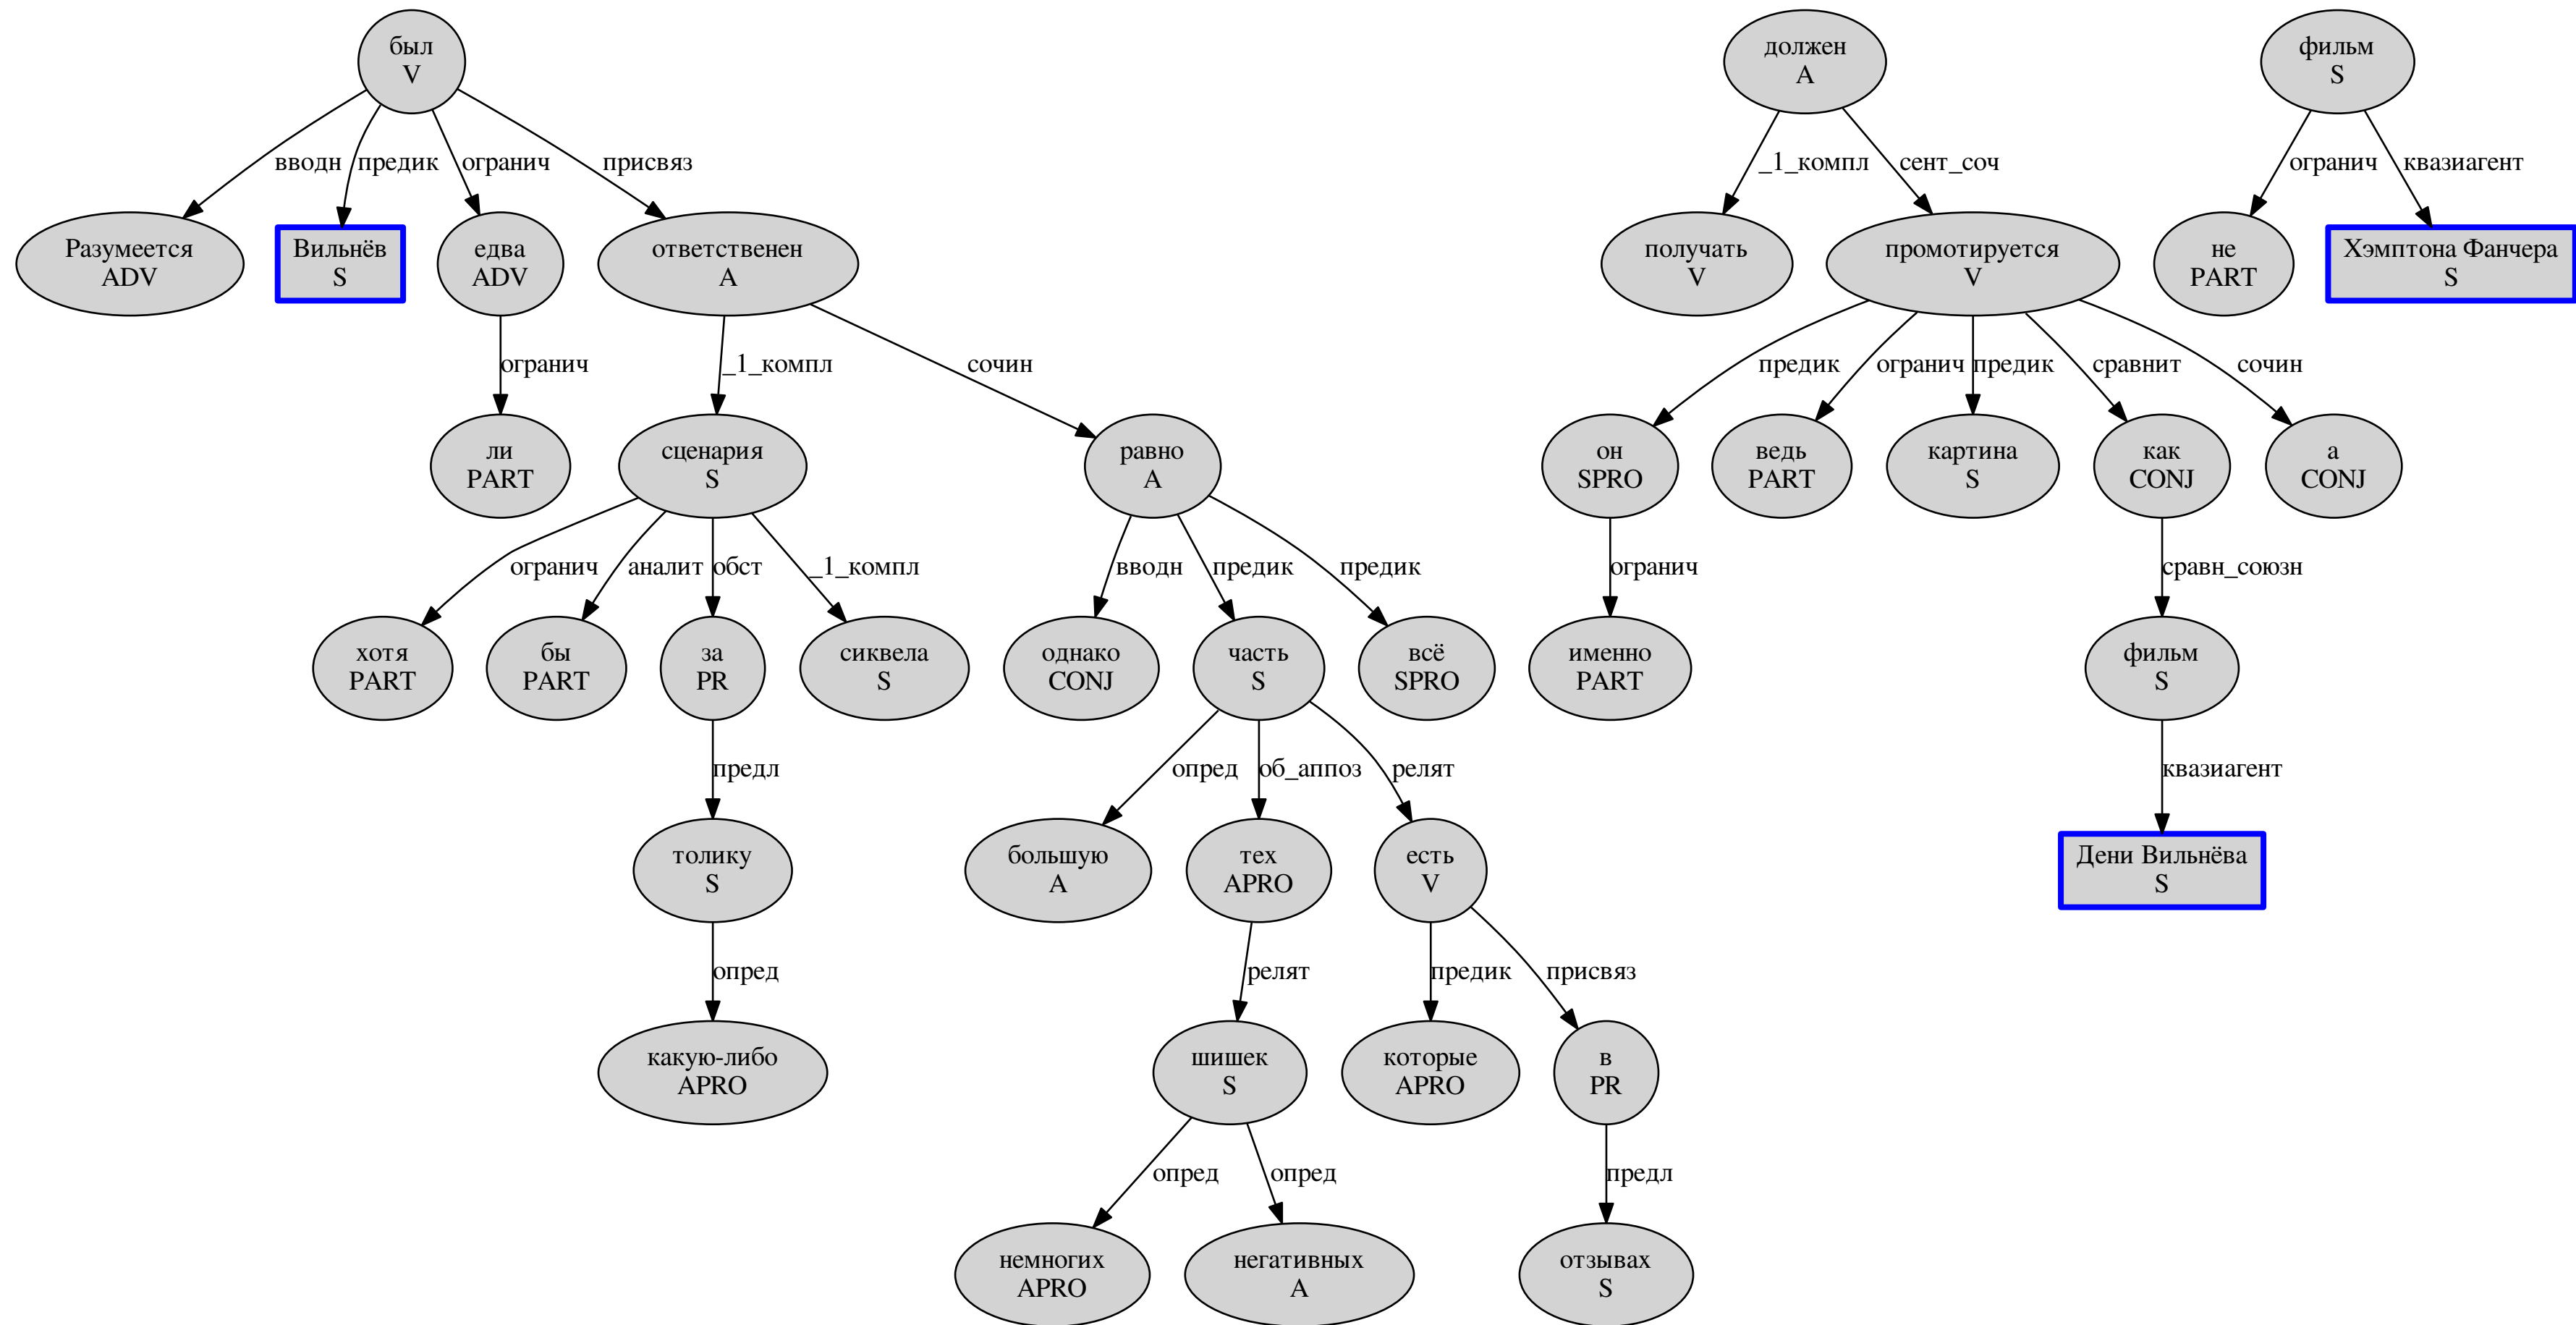 был
V
должен
A
фильм
S
вводн
предик
огранич
присвяз
_1_компл
сент_соч
огранич
квазиагент
Разумеется
ADV
Вильнёв
S
едва
ADV
ответственен
A
получать
V
промотируется
V
не
PART
Хэмптона Фанчера
S
огранич
_1_компл
сочин
предик
огранич
предик
сравнит
сочин
ли
PART
сценария
S
равно
A
он
SPRO
ведь
PART
картина
S
как
CONJ
а
CONJ
огранич
аналит
обст
_1_компл
вводн
предик
предик
огранич
сравн_союзн
хотя
PART
бы
PART
за
PR
сиквела
S
однако
CONJ
часть
S
всё
SPRO
именно
PART
фильм
S
предл
опред
об_аппоз
релят
квазиагент
толику
S
большую
A
тех
APRO
есть
V
Дени Вильнёва
S
опред
релят
предик
присвяз
какую-либо
APRO
шишек
S
которые
APRO
в
PR
опред
опред
предл
немногих
APRO
негативных
A
отзывах
S